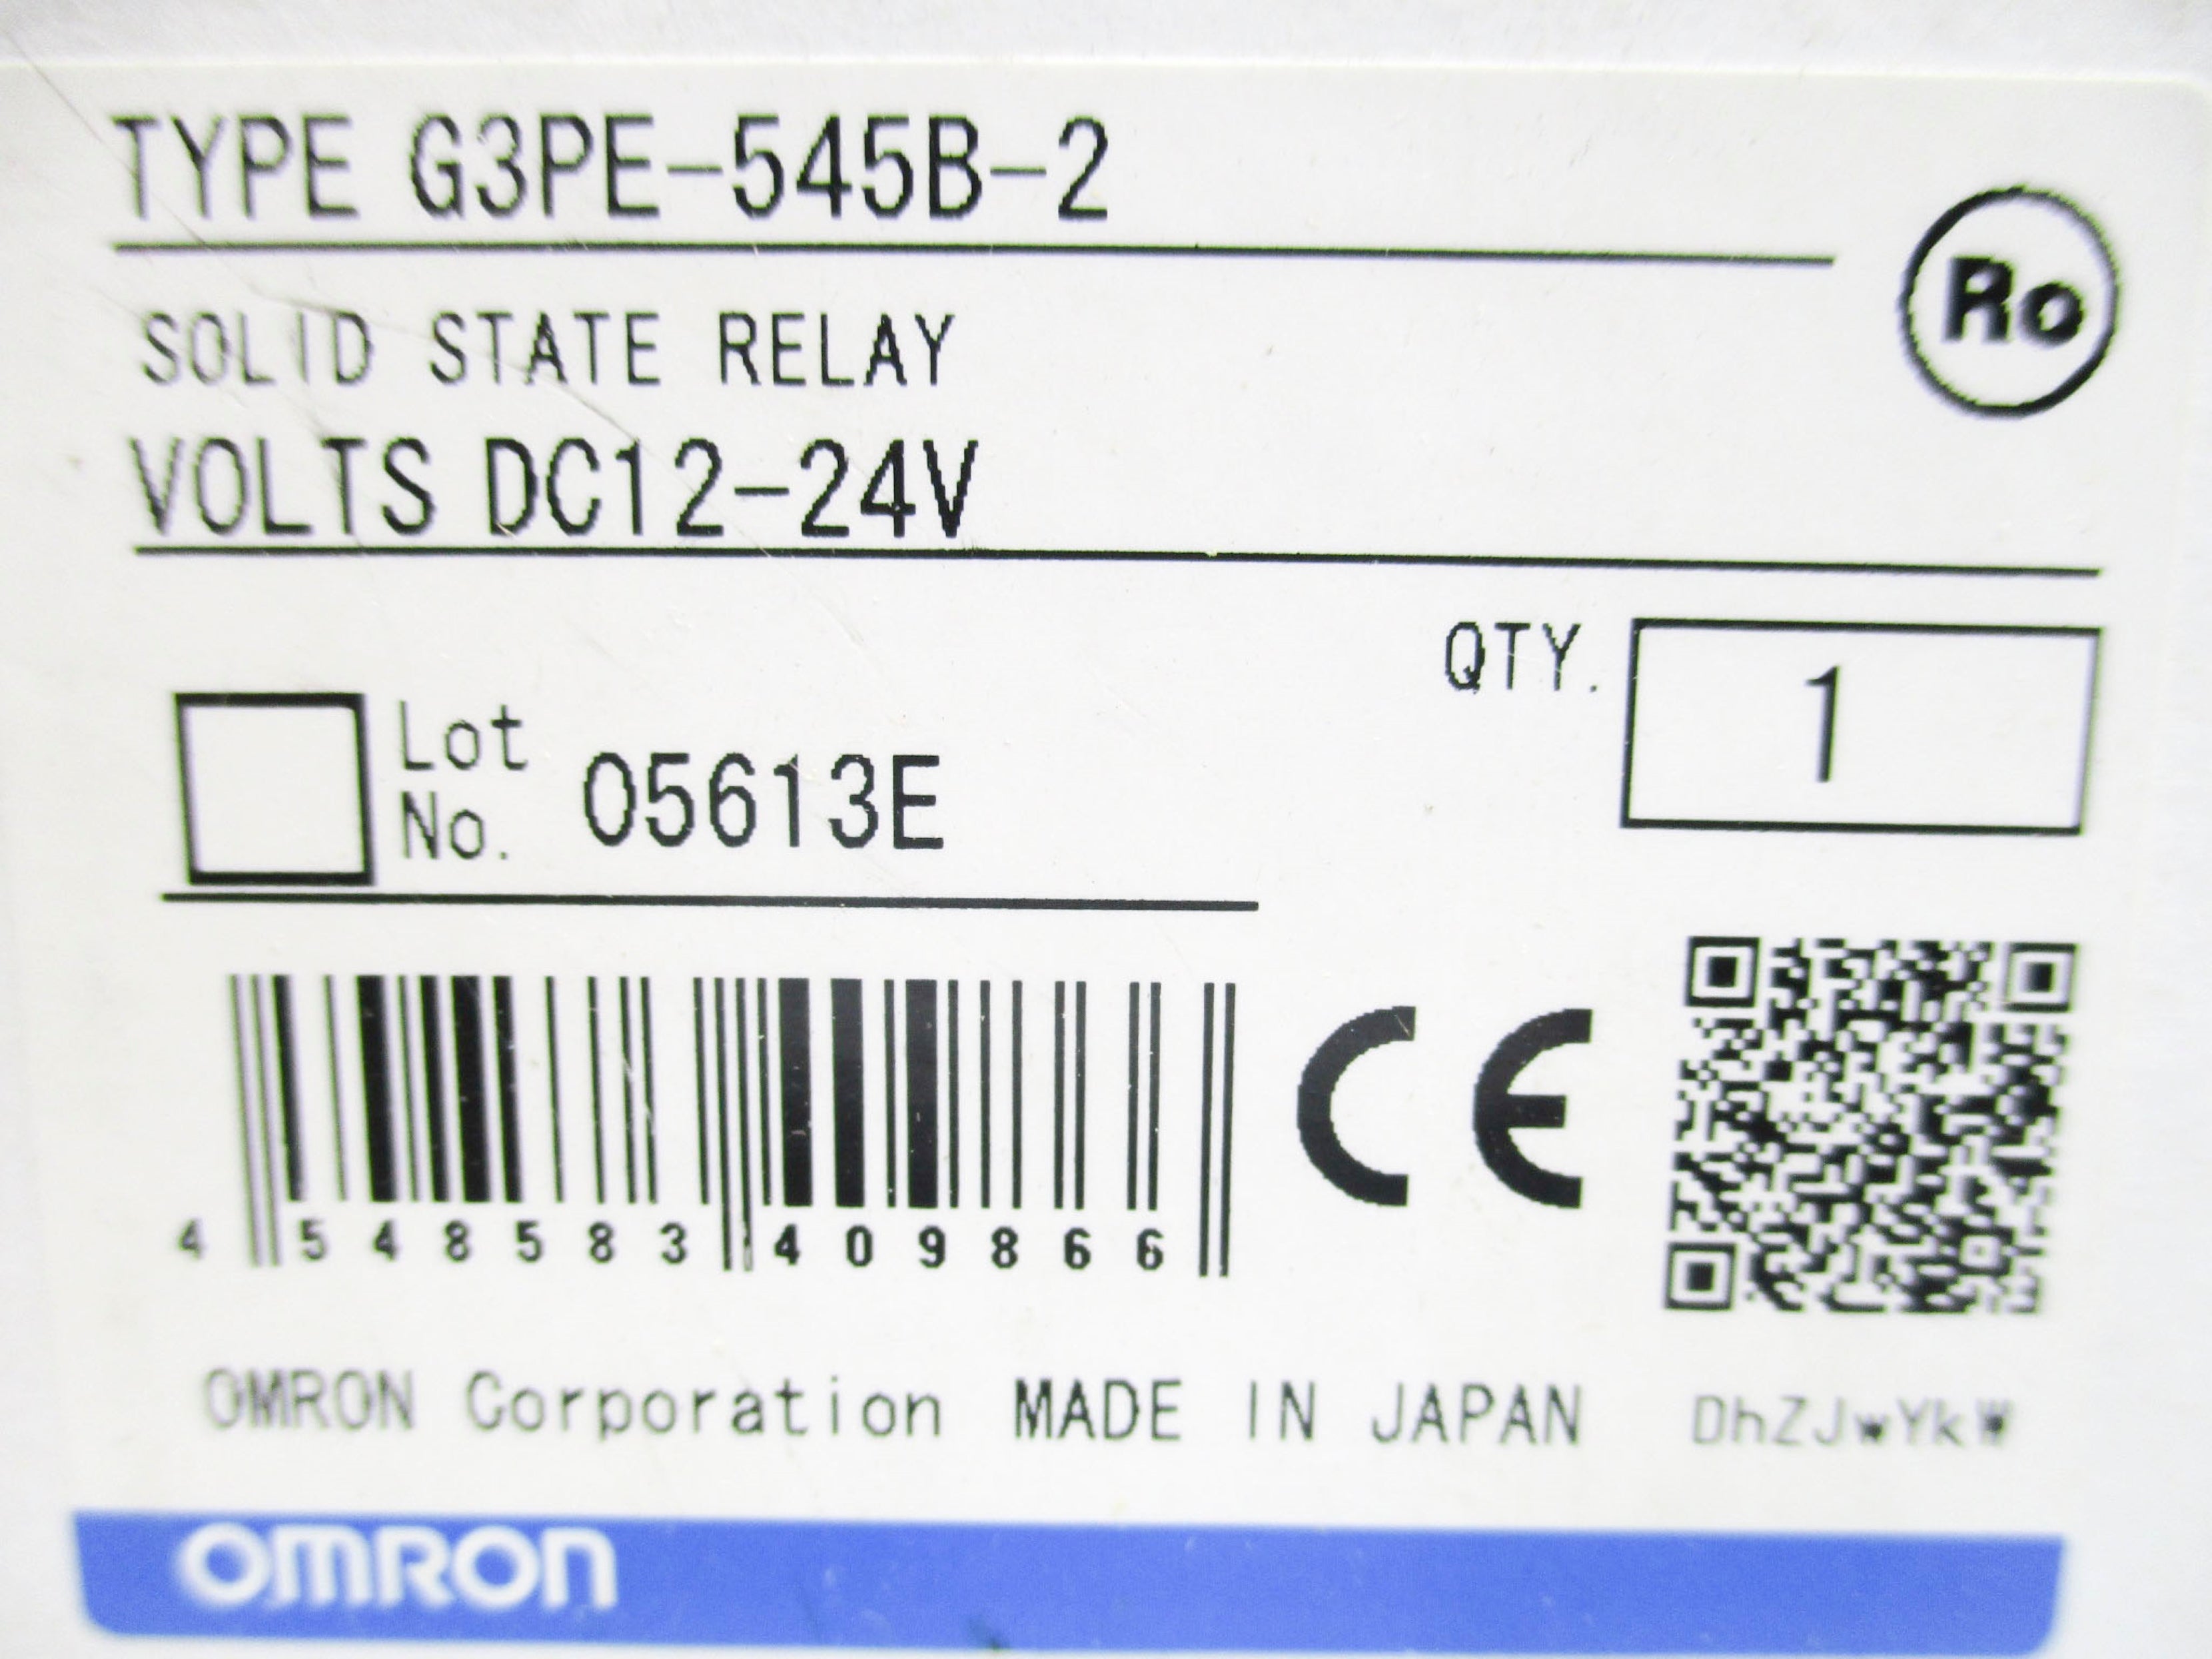 TYPE G3PE-545B-2
Ro
SOLID STATE RELAY
VOLTS DC12-24V
QTY. 1
Lot No. 05613E
CE
4 548583 409866
OMRON Corporation MADE IN JAPAN DhZJwYkW
OMRON